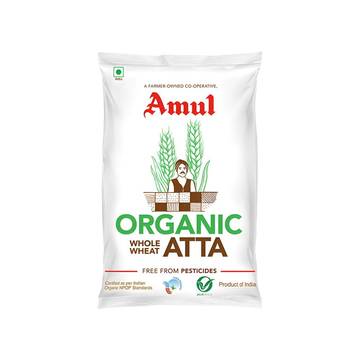 A FARMER-OWNED CO-OPERATIVE.
Amul
ORGANIC
WHOLE WHEAT ATTA
FREE FROM PESTICIDES
Certified as per Indian
Organic NPOP Standards
Product of India